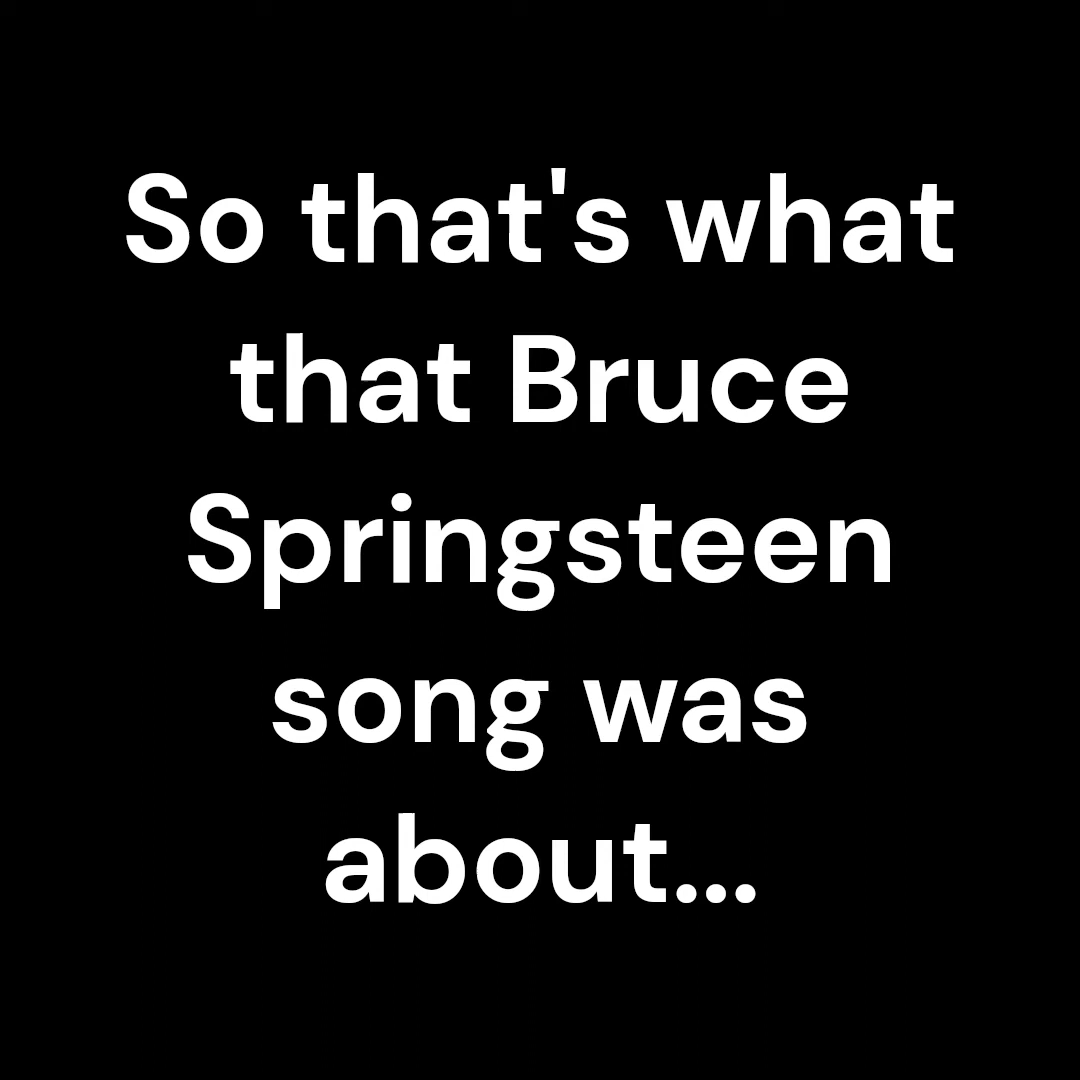 So that's what
that Bruce
Springsteen
song was
about...